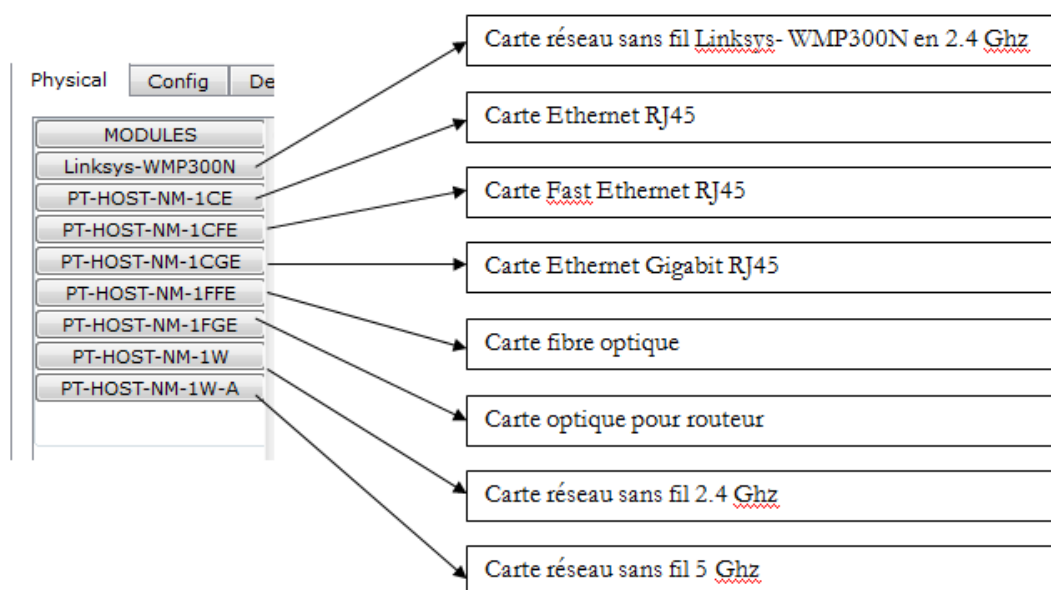 Physical
Config
De
MODULES
Linksys-WMP300N
PT-HOST-NM-1CE
PT-HOST-NM-1CFE
PT-HOST-NM-1CGE
PT-HOST-NM-1FFE
PT-HOST-NM-1FGE
PT-HOST-NM-1W
PT-HOST-NM-1W-A
Carte réseau sans fil Linksys- WMP300N en 2.4 Ghz
Carte Ethernet RJ45
Carte Fast Ethernet RJ45
Carte Ethernet Gigabit RJ45
Carte fibre optique
Carte optique pour routeur
Carte réseau sans fil 2.4 Ghz
Carte réseau sans fil 5 Ghz